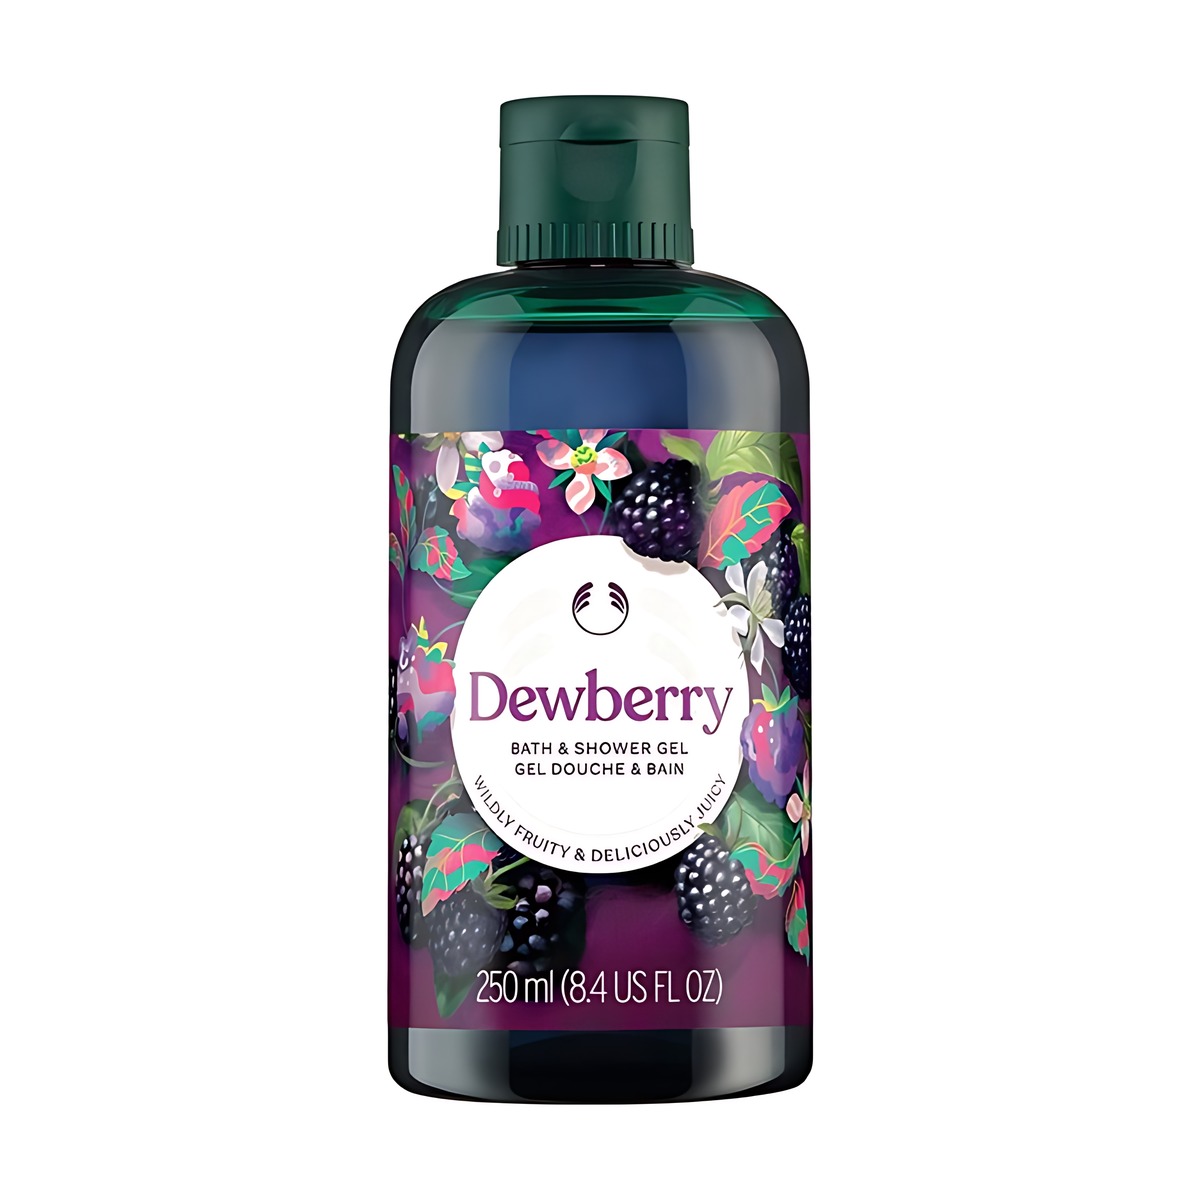 Dewberry
BATH & SHOWER GEL
GEL DOUCHE & BAIN
WILDLY FRUITY & DELICIOUSLY JUICY
250 ml (8.4 US FL OZ)